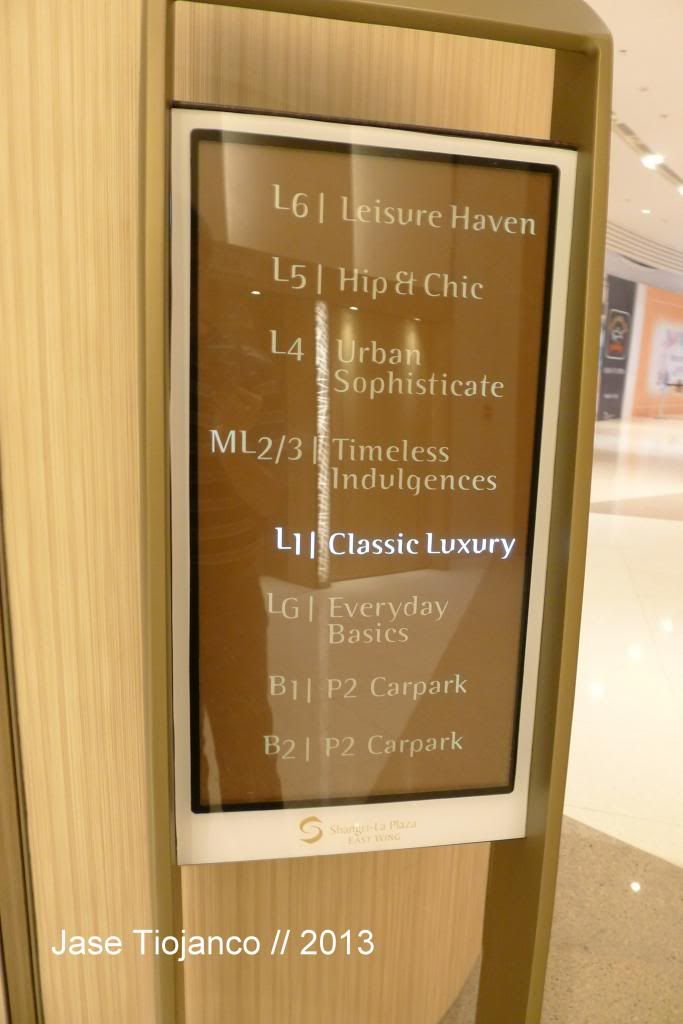 L6 | Leisure Haven
L5 | Hip & Chic
L4 | Urban
Sophisticate
ML2/3 | Timeless
Indulgences
L1 | Classic Luxury
LG | Everyday
Basics
B1 | P2 Carpark
B2 | P2 Carpark
Shangri-La Plaza
EAST WING
Jase Tiojanco // 2013